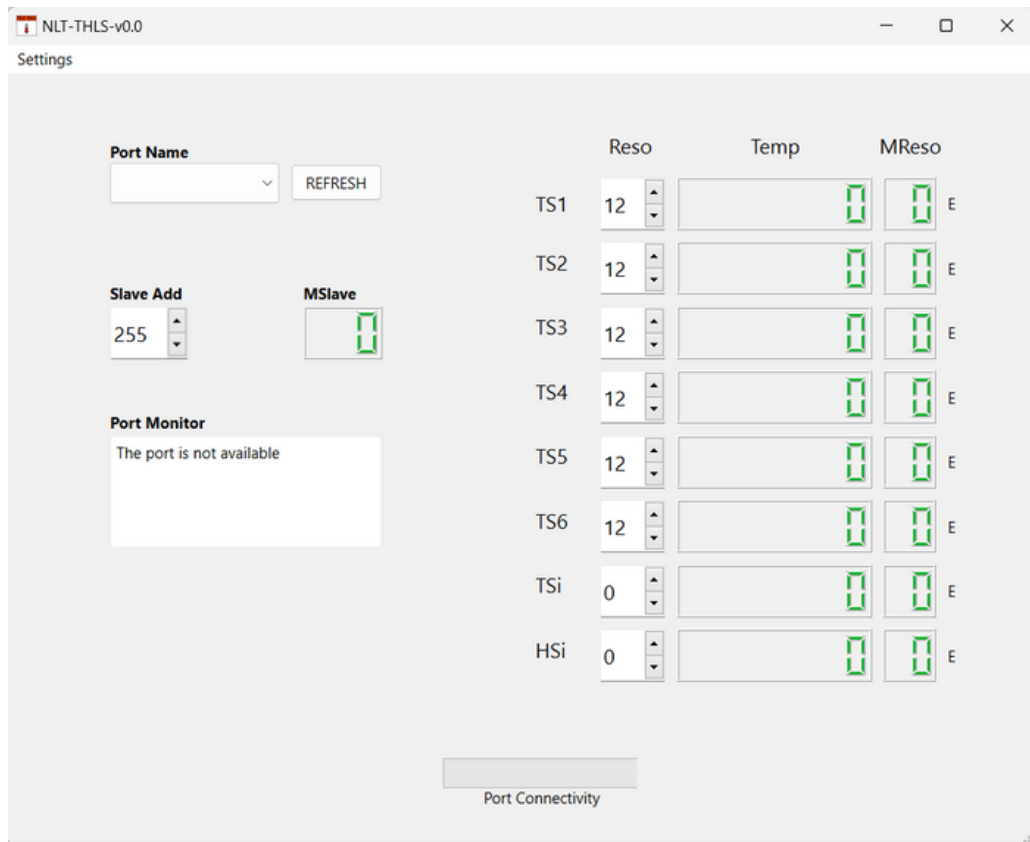 NLT-THLS-v0.0
Settings
Port Name
REFRESH
Slave Add MSlave
255 0
Port Monitor
The port is not available
Reso Temp MReso
TS1 12 0 0 E
TS2 12 0 0 E
TS3 12 0 0 E
TS4 12 0 0 E
TS5 12 0 0 E
TS6 12 0 0 E
TSi 0 0 0 E
HSi 0 0 0 E
Port Connectivity